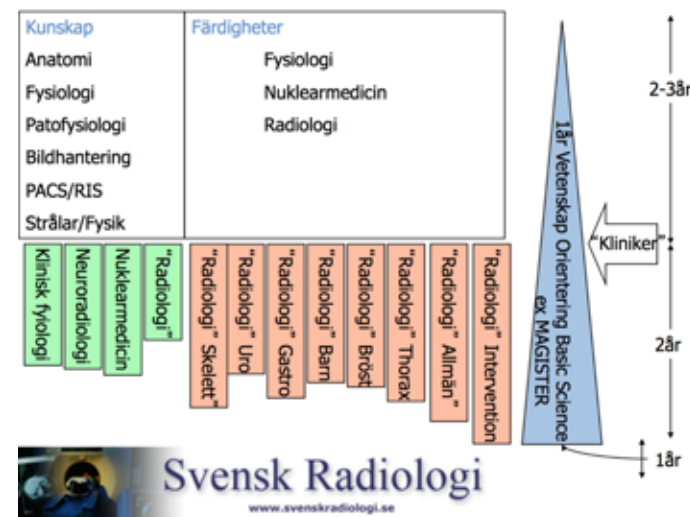 Kunskap
Färdigheter
Anatomi
Fysiologi
Patofysiologi
Bildhantering
PACS/RIS
Strålar/Fysik
Fysiologi
Nuklearmedicin
Radiologi
Klinisk fyiologi
Neuroradiologi
Nuklearmedicin
"Radiologi"
"Radiologi" Skelett"
"Radiologi" Uro
"Radiologi" Gastro
"Radiologi" Barn
"Radiologi" Bröst
"Radiologi" Thorax
"Radiologi" Allmän"
"Radiologi" Intervention
1år Vetenskap Orientering Basic Science
ex MAGISTER
"Kliniker"
2-3år
2år
1år
Svensk Radiologi
www.svenskradiologi.se